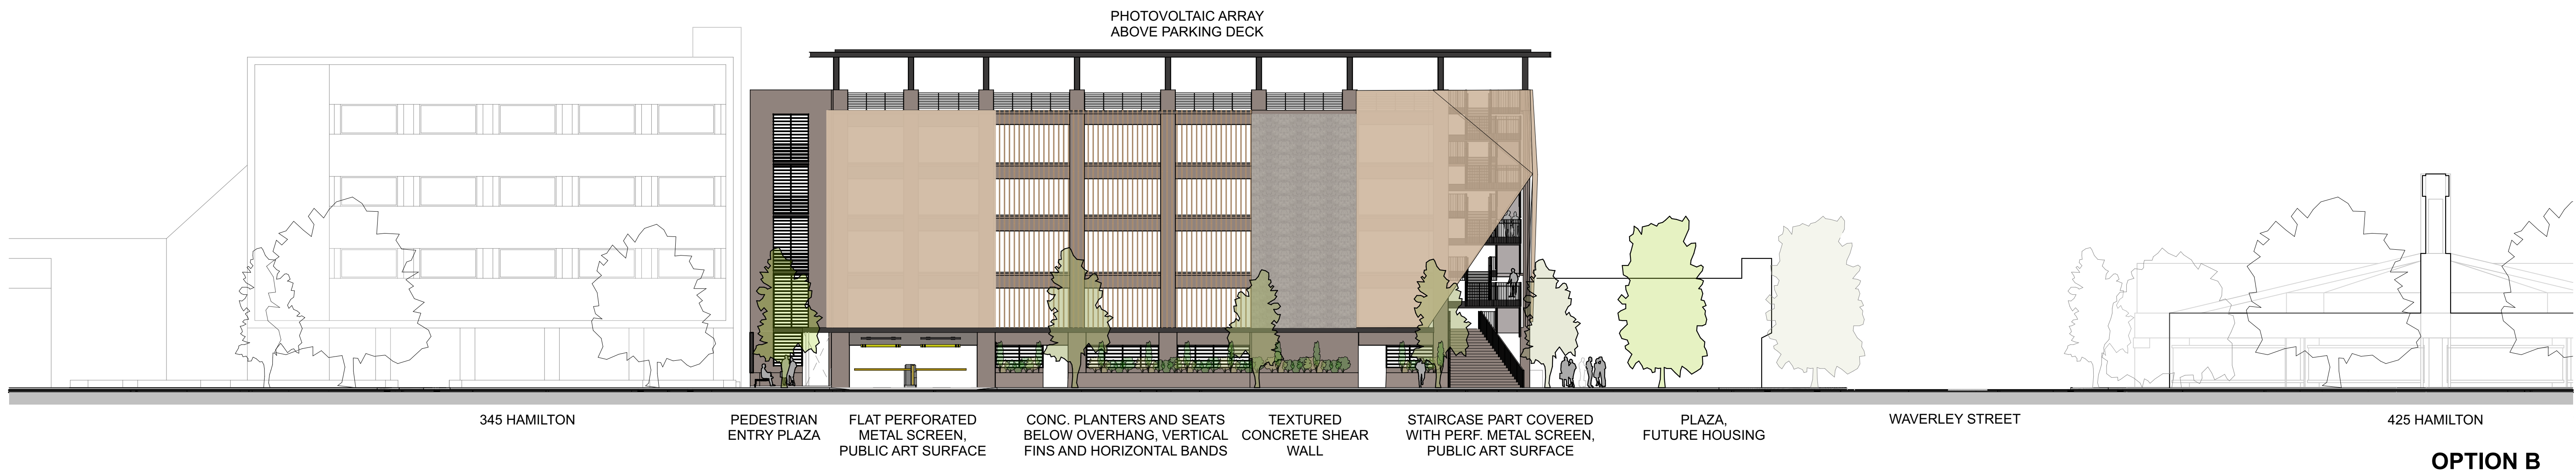 PHOTOVOLTAIC ARRAY
ABOVE PARKING DECK
345 HAMILTON
PEDESTRIAN
ENTRY PLAZA
FLAT PERFORATED
METAL SCREEN,
PUBLIC ART SURFACE
CONC. PLANTERS AND SEATS
BELOW OVERHANG, VERTICAL
FINS AND HORIZONTAL BANDS
TEXTURED
CONCRETE SHEAR
WALL
STAIRCASE PART COVERED
WITH PERF. METAL SCREEN,
PUBLIC ART SURFACE
PLAZA,
FUTURE HOUSING
WAVERLEY STREET
425 HAMILTON
OPTION B